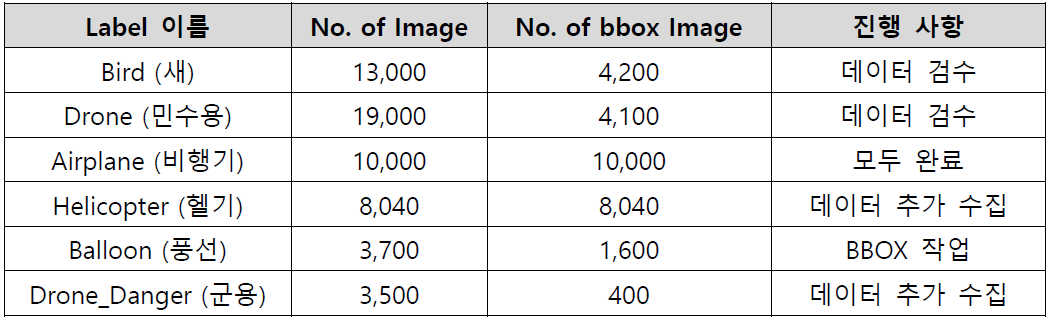 Label 이름 No. of Image No. of bbox Image 진행 사항
Bird (새) 13,000 4,200 데이터 검수
Drone (민수용) 19,000 4,100 데이터 검수
Airplane (비행기) 10,000 10,000 모두 완료
Helicopter (헬기) 8,040 8,040 데이터 추가 수집
Balloon (풍선) 3,700 1,600 BBOX 작업
Drone_Danger (군용) 3,500 400 데이터 추가 수집